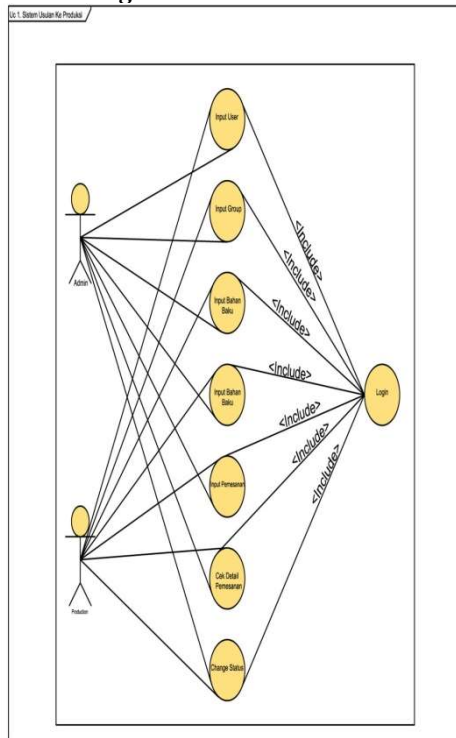 Uc 1. Sistem Usulan Ke Produksi
Input User
Input Group
Admin
Input Bahan
Baku
Input Bahan
Baku
Login
Input Pemesanan
Production
Cek Detail
Pemesanan
Change Status
<Include>
<Include>
<Include>
<Include>
<Include>
<Include>
<Include>